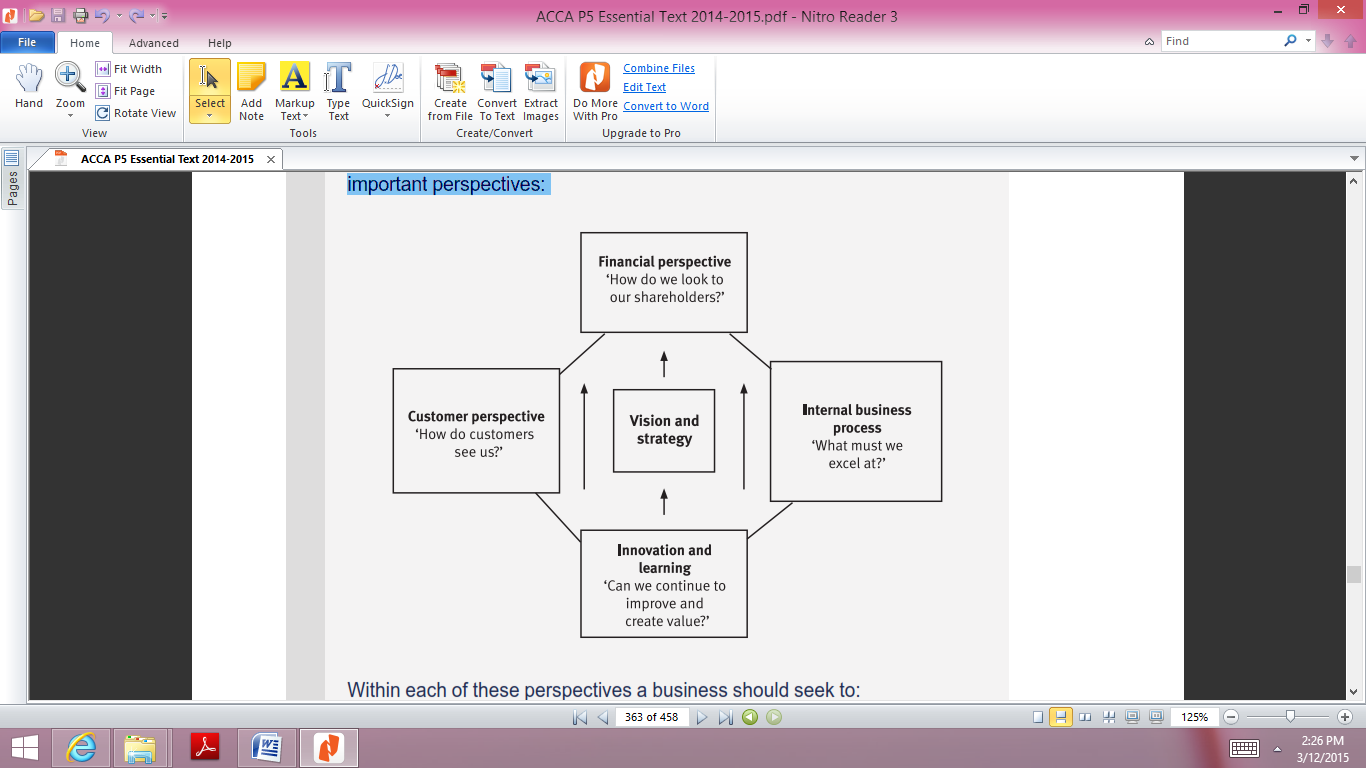 ACCA P5 Essential Text 2014-2015.pdf - Nitro Reader 3
File
Home
Advanced
Help
Find
Hand
Zoom
Fit Width
Fit Page
Rotate View
View
Select
Add
Note
Markup
Text
Type
Text
QuickSign
Tools
Create
from File
Convert
To Text
Extract
Images
Create/Convert
Do More
With Pro
Combine Files
Edit Text
Convert to Word
Upgrade to Pro
Pages
ACCA P5 Essential Text 2014-2015
important perspectives:
Financial perspective
‘How do we look to
our shareholders?’
Customer perspective
‘How do customers
see us?’
Vision and
strategy
Internal business
process
‘What must we
excel at?’
Innovation and
learning
‘Can we continue to
improve and
create value?’
Within each of these perspectives a business should seek to:
363 of 458
125%
2:26 PM
3/12/2015